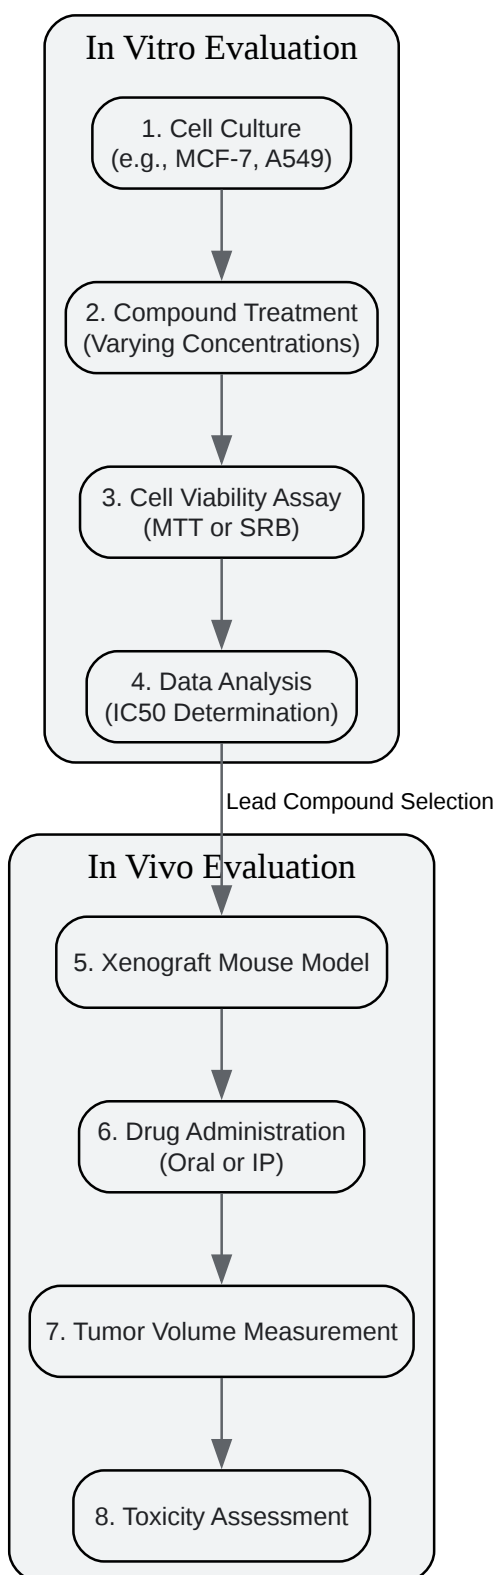 In Vitro Evaluation
1. Cell Culture
(e.g., MCF-7, A549)
2. Compound Treatment
(Varying Concentrations)
3. Cell Viability Assay
(MTT or SRB)
4. Data Analysis
(IC50 Determination)
Lead Compound Selection
In Vivo Evaluation
5. Xenograft Mouse Model
6. Drug Administration
(Oral or IP)
7. Tumor Volume Measurement
8. Toxicity Assessment